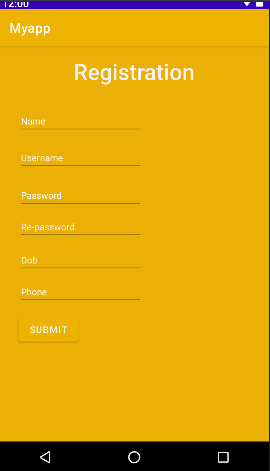 12:00
Myapp
Registration
Name
Username
Password
Re-password
Dob
Phone
SUBMIT